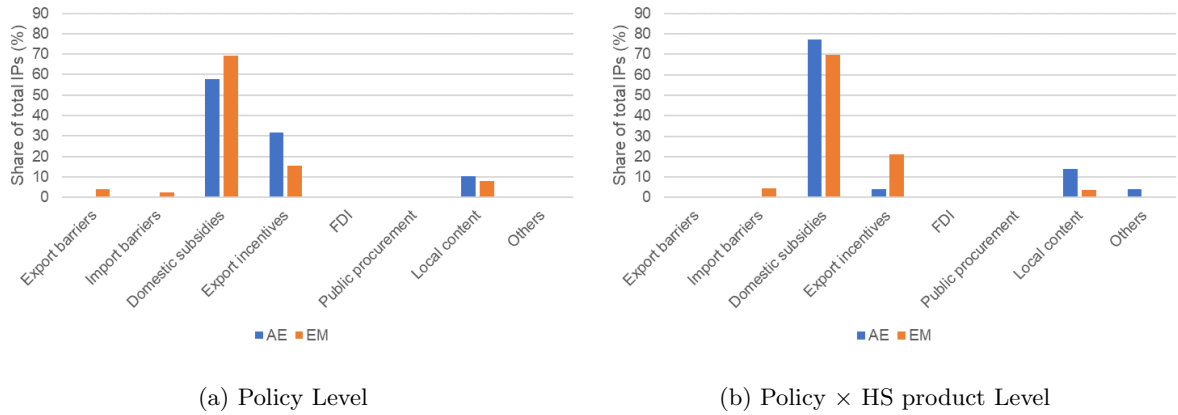 Share of total IPs (%)
90
80
70
60
50
40
30
20
10
0
Export barriers
Import barriers
Domestic subsidies
Export incentives
FDI
Public procurement
Local content
Others
AE EM
(a) Policy Level
Share of total IPs (%)
90
80
70
60
50
40
30
20
10
0
Export barriers
Import barriers
Domestic subsidies
Export incentives
FDI
Public procurement
Local content
Others
AE EM
(b) Policy × HS product Level